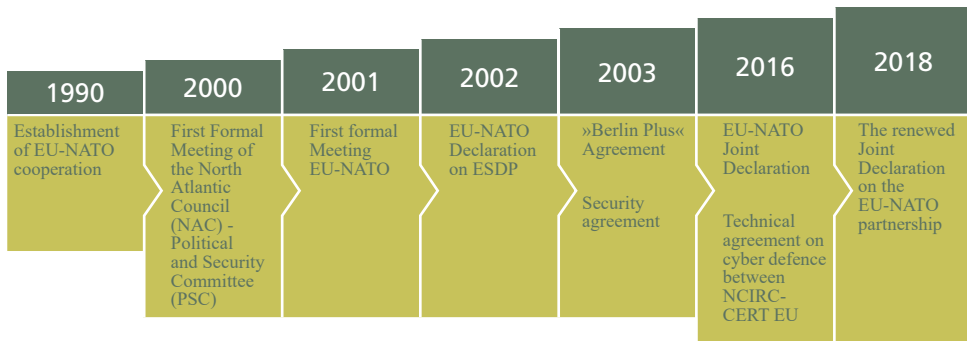 1990
Establishment
of EU-NATO
cooperation
2000
First Formal
Meeting of
the North
Atlantic
Council
(NAC) -
Political
and Security
Committee
(PSC)
2001
First formal
Meeting
EU-NATO
2002
EU-NATO
Declaration
on ESDP
2003
»Berlin Plus«
Agreement
Security
agreement
2016
EU-NATO
Joint
Declaration
Technical
agreement on
cyber defence
between
NCIRC-
CERT EU
2018
The renewed
Joint
Declaration
on the
EU-NATO
partnership